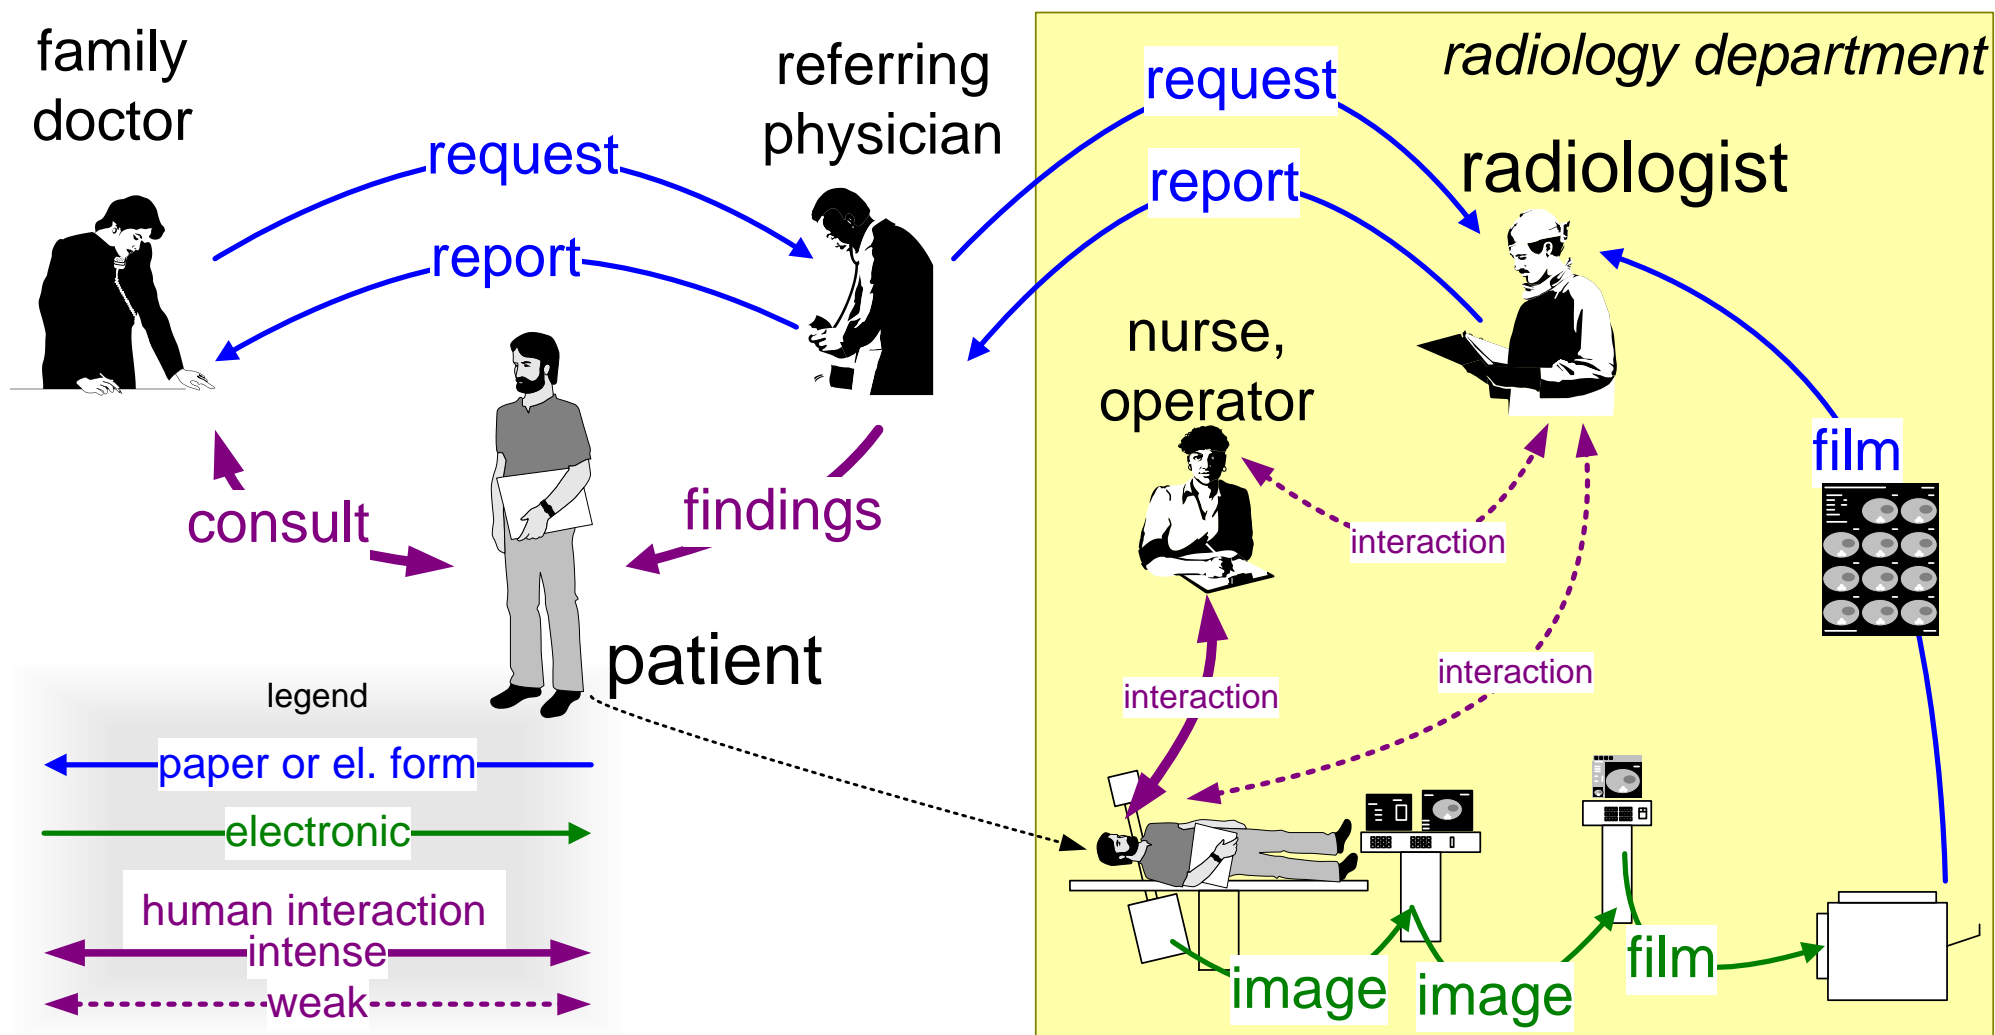 family
doctor
referring
physician
request
report
request
report
radiology department
radiologist
nurse,
operator
film
consult
findings
interaction
interaction
interaction
patient
legend
paper or el. form
electronic
human interaction
intense
weak
image
image
film